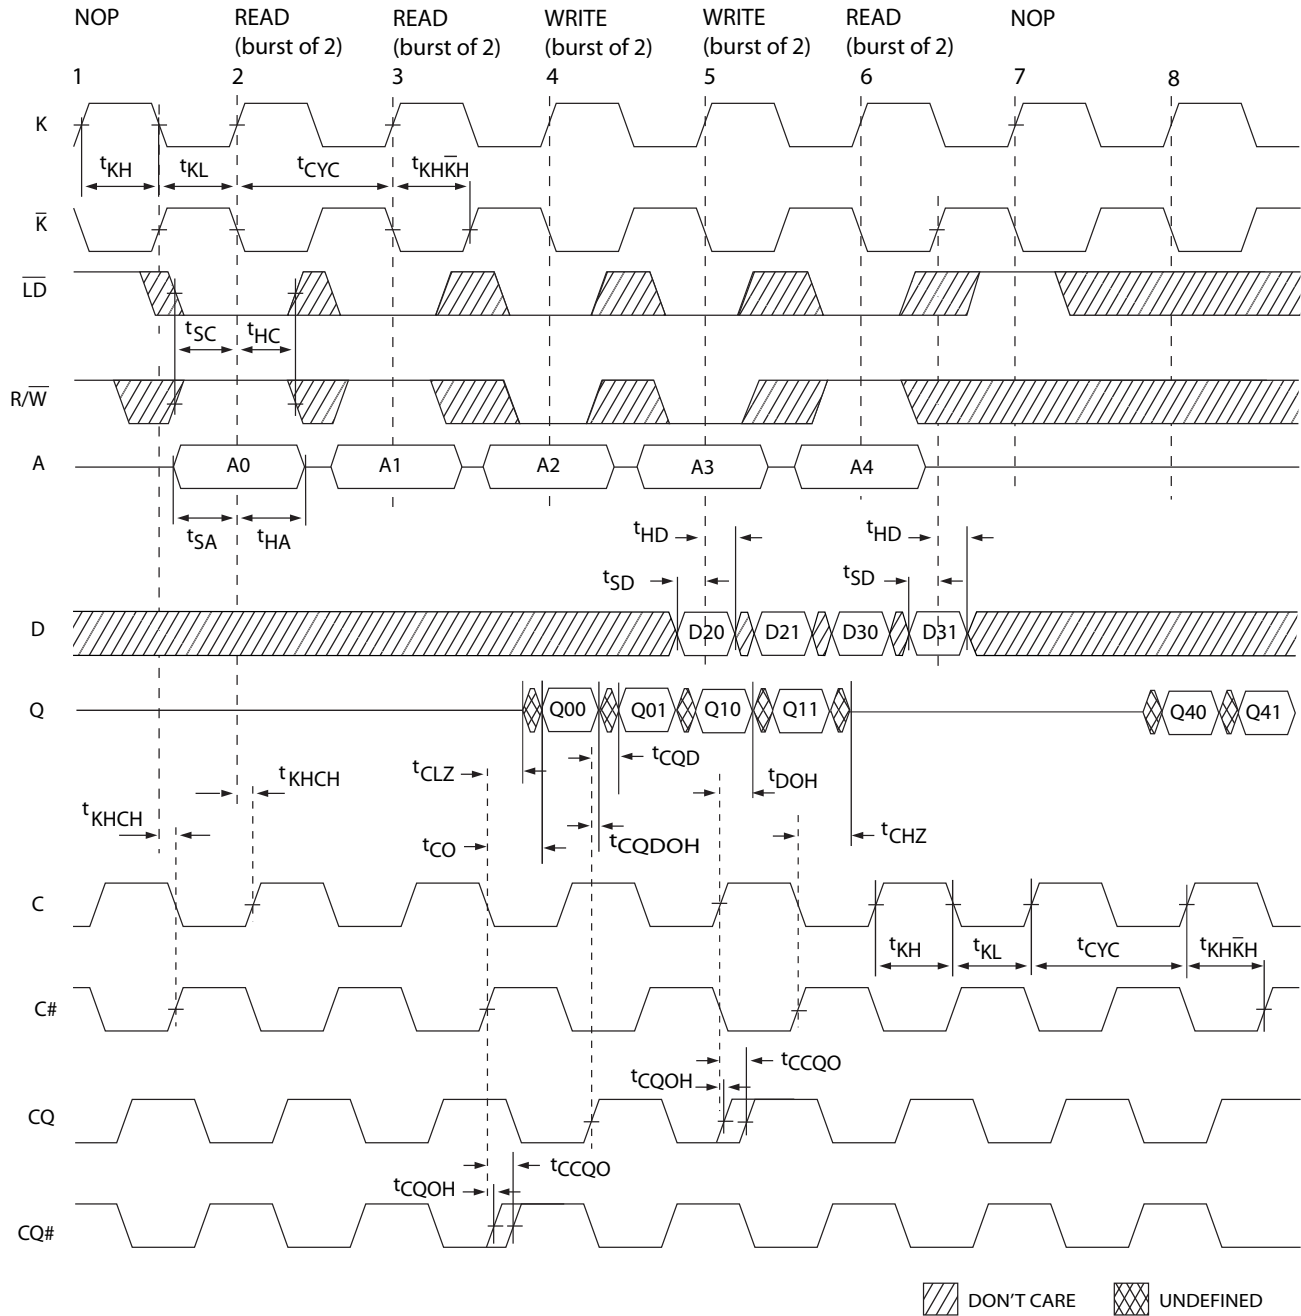 NOP READ READ WRITE WRITE READ NOP
(burst of 2) (burst of 2) (burst of 2) (burst of 2) (burst of 2)
1 2 3 4 5 6 7 8
K
tKH tKL tCYC tKHK̅H
K̅
L̅D̅
tSC tHC
R/W̅
A A0 A1 A2 A3 A4
tSA tHA tHD tHD
tSD tSD
D D20 D21 D30 D31
Q Q00 Q01 Q10 Q11 Q40 Q41
tCLZ tKHCH tCQD tDOH
tKHCH tCO tCQDOH tCHZ
C
tKH tKL tCYC tKHK̅H
C#
tCQOH tCCQO
CQ
tCQOH tCCQO
CQ#
DON'T CARE UNDEFINED